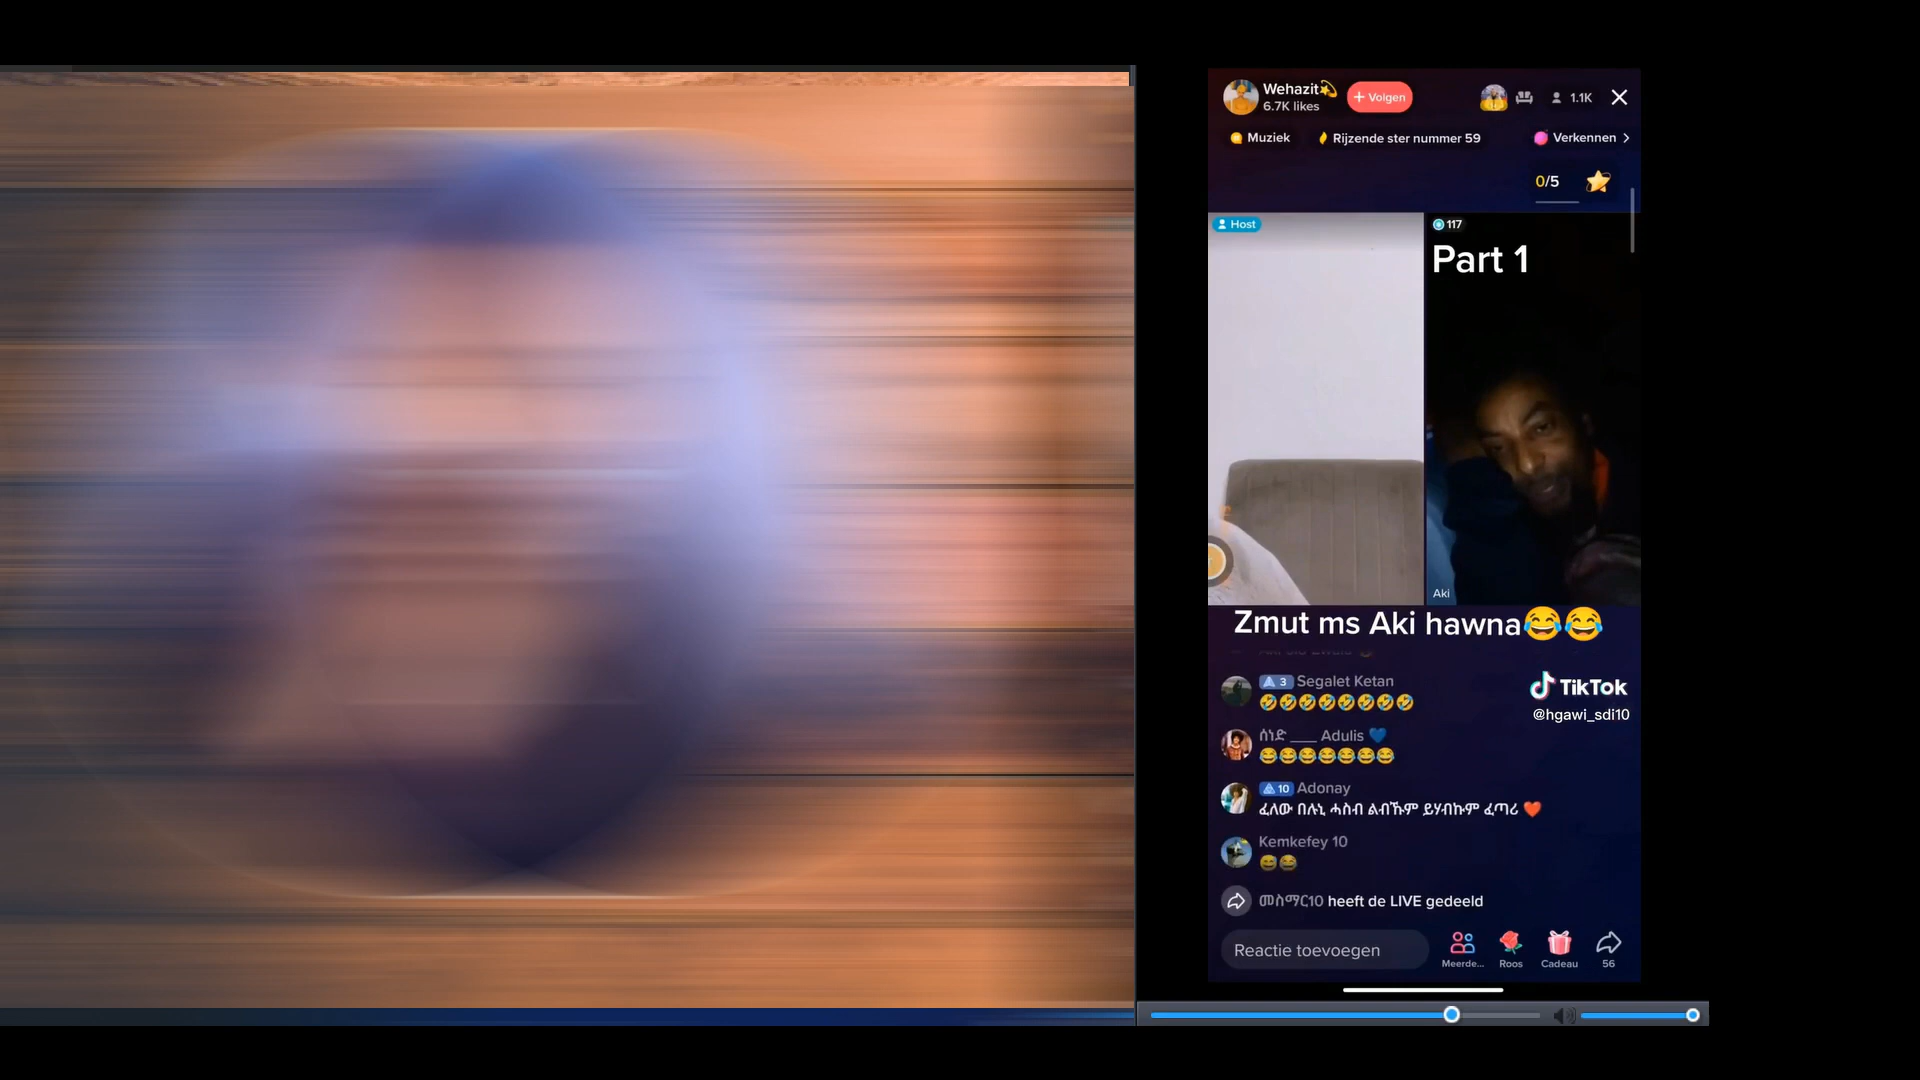 Wehazit💫
6.7K likes
+ Volgen
1.1K
Muziek
Rijzende ster nummer 59
Verkennen
0/5
Host
117
Part 1
Aki
Zmut ms Aki hawna😂😂
3 Segalet Ketan
🤣🤣🤣🤣🤣🤣🤣🤣
ሰነድ ___ Adulis 💙
😂😂😂😂😂😂😂
TikTok
@hgawi_sdi10
10 Adonay
ፈለው በሉኒ ሓስብ ልብኹም ይሃብኩም ፈጣሪ ❤️
Kemkefey 10
😅😂
መስማር10 heeft de LIVE gedeeld
Reactie toevoegen
Meerde...
Roos
Cadeau
56